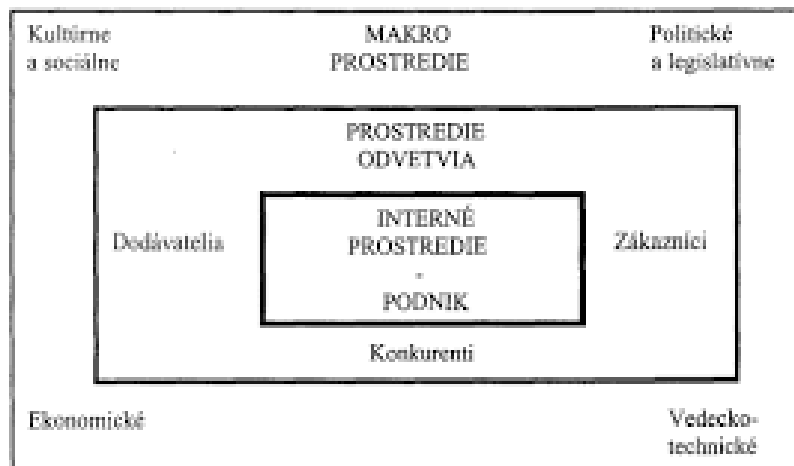 Kultúrne
a sociálne
MAKRO
PROSTREDIE
Politické
a legislatívne
PROSTREDIE
ODVETVIA
Dodávatelia
INTERNÉ
PROSTREDIE
-
PODNIK
Zákazníci
Konkurenti
Ekonomické
Vedecko-
technické